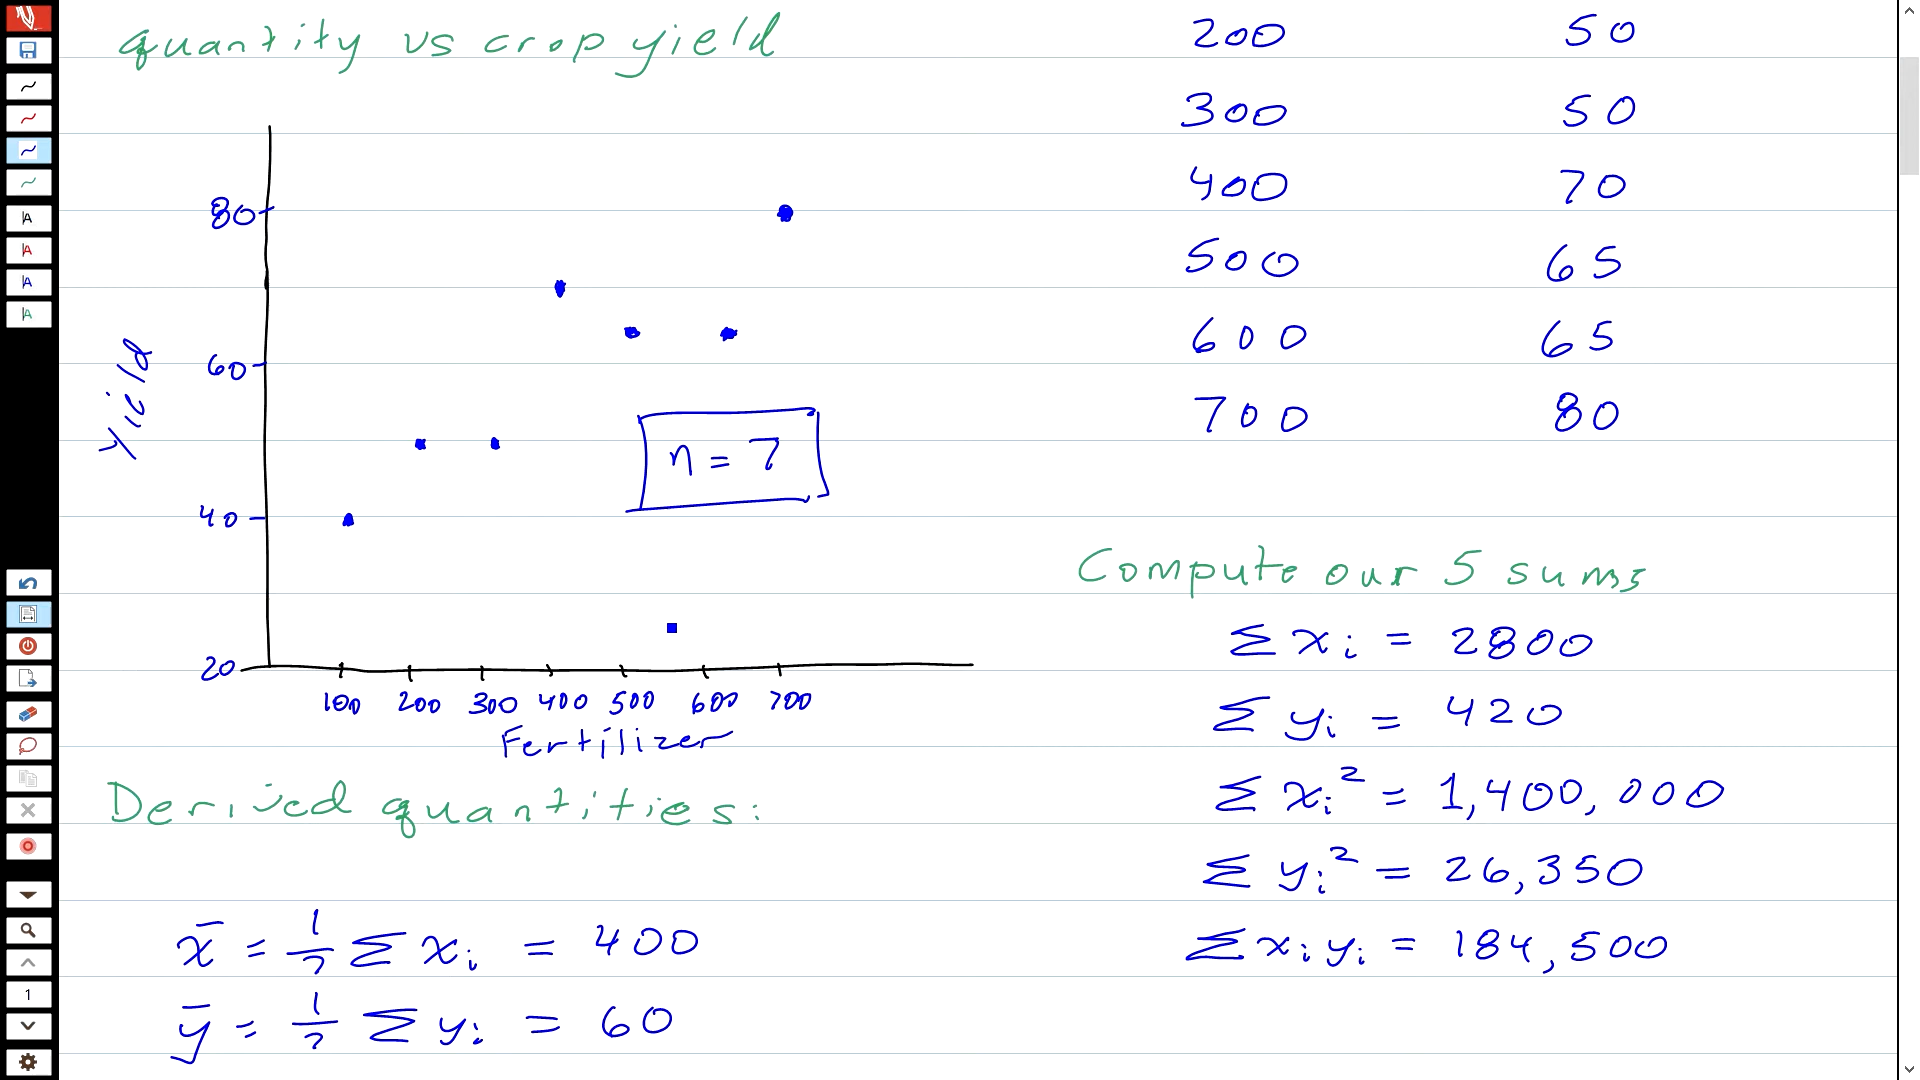 quantity vs crop yield
200 50
300 50
400 70
500 65
600 65
700 80
80
60
40
20
Yield
n = 7
100 200 300 400 500 600 700
Fertilizer
Compute our 5 sums
Σ xᵢ = 2800
Σ yᵢ = 420
Σ xᵢ² = 1,400,000
Σ yᵢ² = 26,350
Σ xᵢ yᵢ = 184,500
Derived quantities:
x̄ = 1/7 Σ xᵢ = 400
ȳ = 1/7 Σ yᵢ = 60
A
A
A
A
1